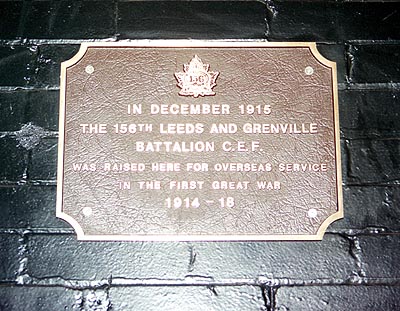 156
IN DECEMBER 1915
THE 156TH LEEDS AND GRENVILLE
BATTALION C.E.F.
WAS RAISED HERE FOR OVERSEAS SERVICE
IN THE FIRST GREAT WAR
1914 - 18